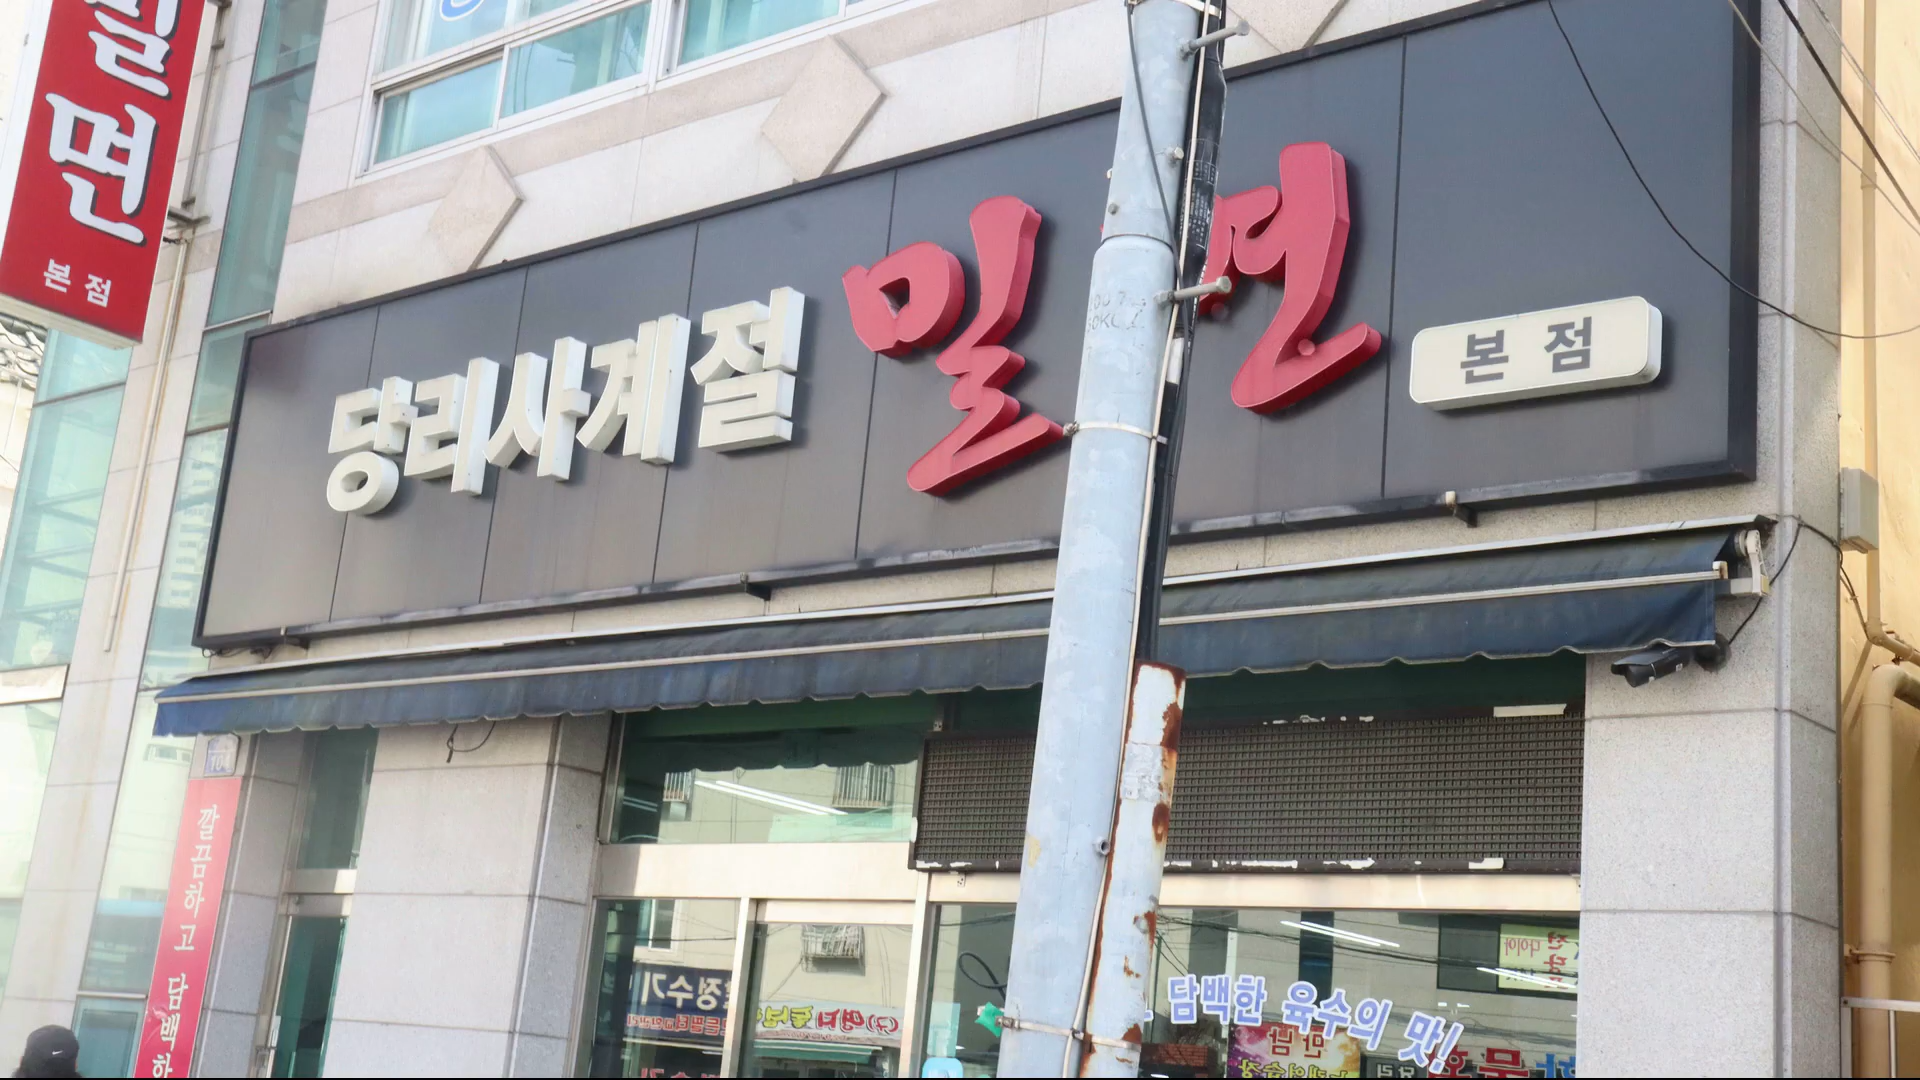 밀면
본점
당리사계절 밀면 본점
깔끔하고 담백한
담백한 육수의 맛!